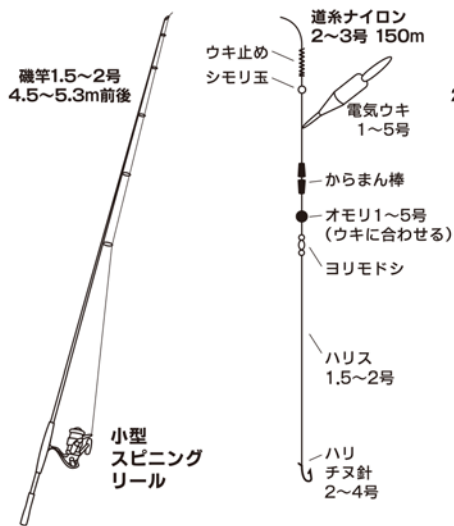 磯竿1.5〜2号
4.5〜5.3m前後
小型
スピニング
リール
道糸ナイロン
2〜3号 150m
ウキ止め
シモリ玉
電気ウキ
1〜5号
からまん棒
オモリ1〜5号
(ウキに合わせる)
ヨリモドシ
ハリス
1.5〜2号
ハリ
チヌ針
2〜4号